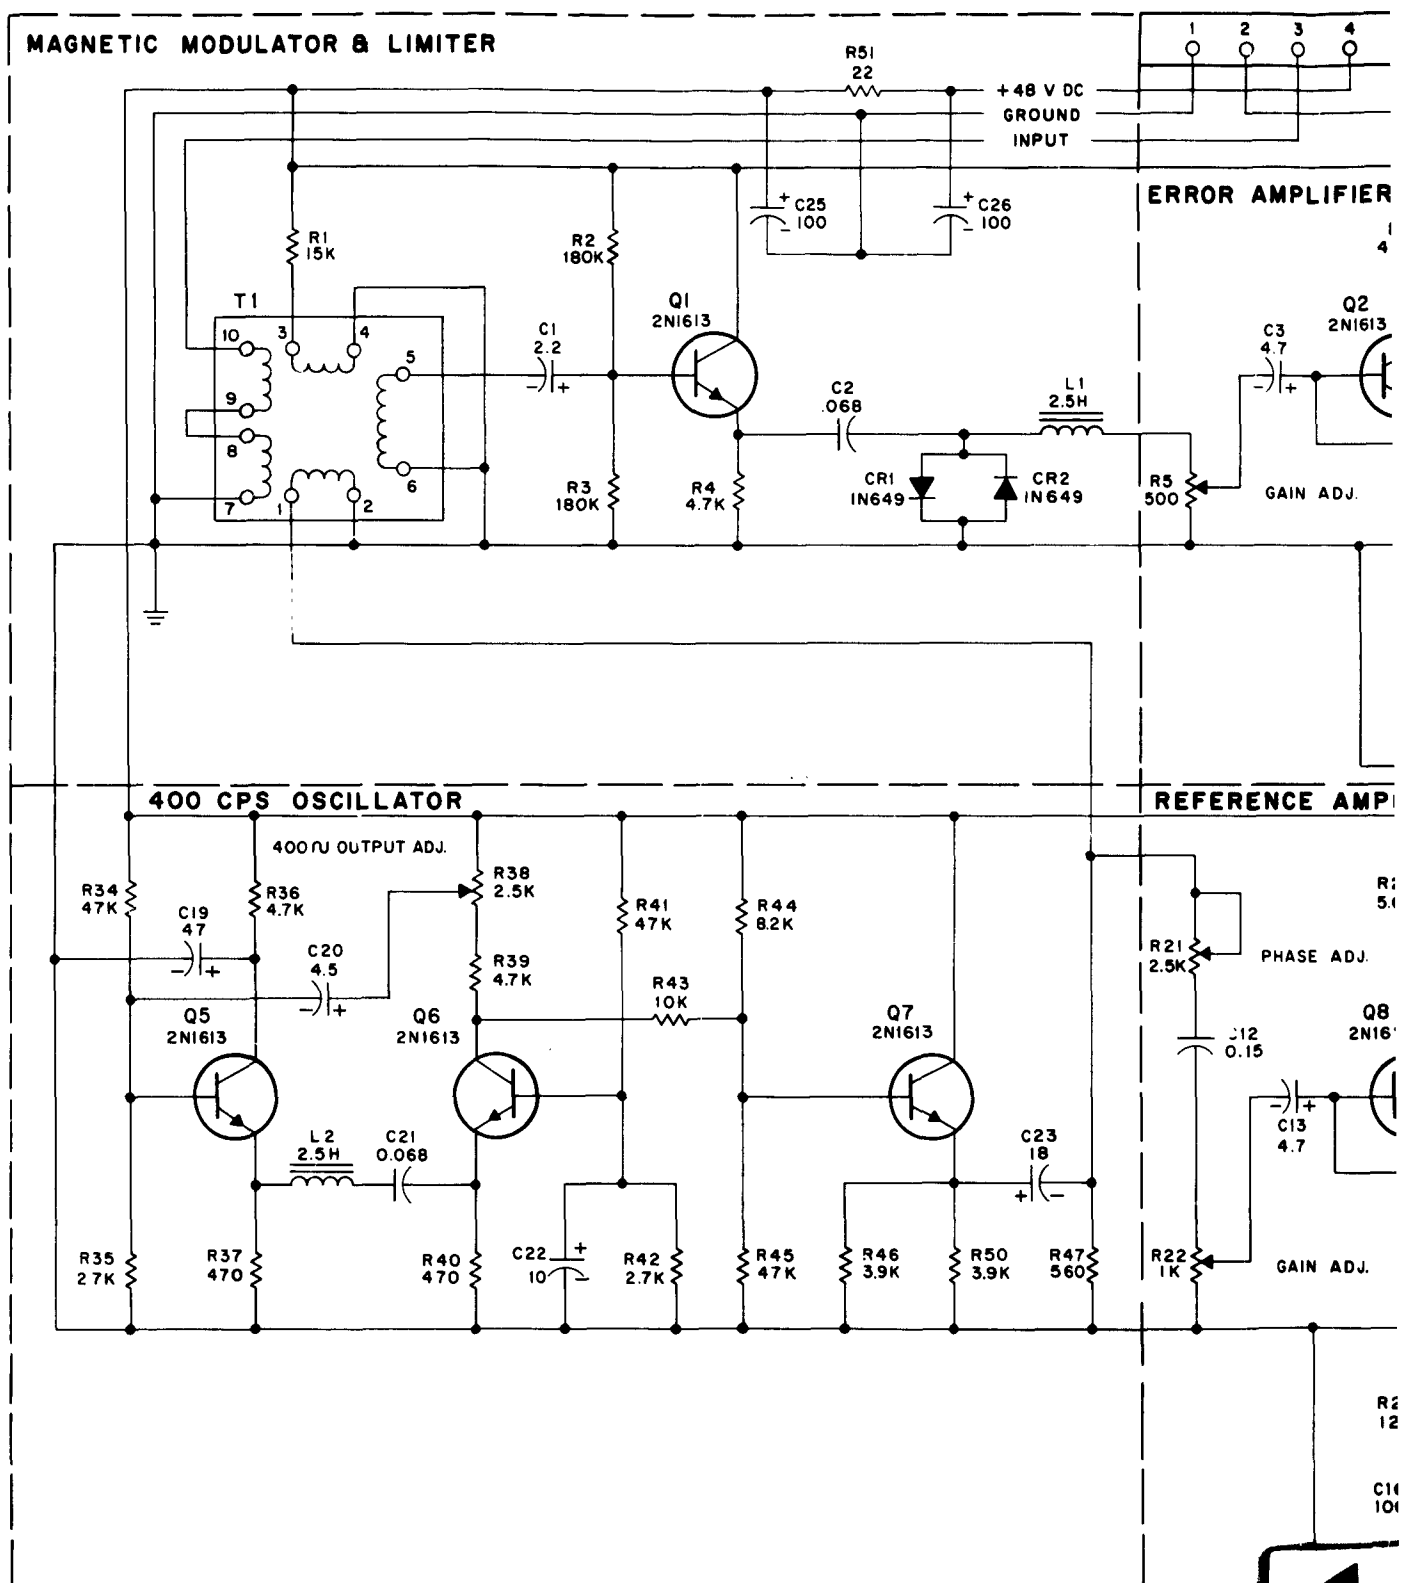 MAGNETIC MODULATOR & LIMITER
1 2 3 4
R51
22
+48 V DC
GROUND
INPUT
ERROR AMPLIFIER
+ C25
- 100
+ C26
- 100
R1
15K
R2
180K
4
T1
10 3 4
5
9
8
7 1 2
6
C1
2.2
- +
Q1
2N1613
C2
.068
L1
2.5H
C3
4.7
- +
Q2
2N1613
R3
180K
R4
4.7K
CR1
1N649
CR2
1N649
R5
500
GAIN ADJ.
400 CPS OSCILLATOR
REFERENCE AMP
400∿ OUTPUT ADJ.
R34
47K
C19
47
- +
R36
4.7K
C20
4.5
- +
R38
2.5K
R39
4.7K
R41
47K
R43
10K
R44
8.2K
R21
2.5K
PHASE ADJ.
Q5
2N1613
Q6
2N1613
Q7
2N1613
Q8
2N16
0.15
C13
4.7
- +
L2
2.5H
C21
0.068
C23
18
+ -
R35
2.7K
R37
470
R40
470
C22
10
+
-
R42
2.7K
R45
47K
R46
3.9K
R50
3.9K
R47
560
R22
1K
GAIN ADJ.
12